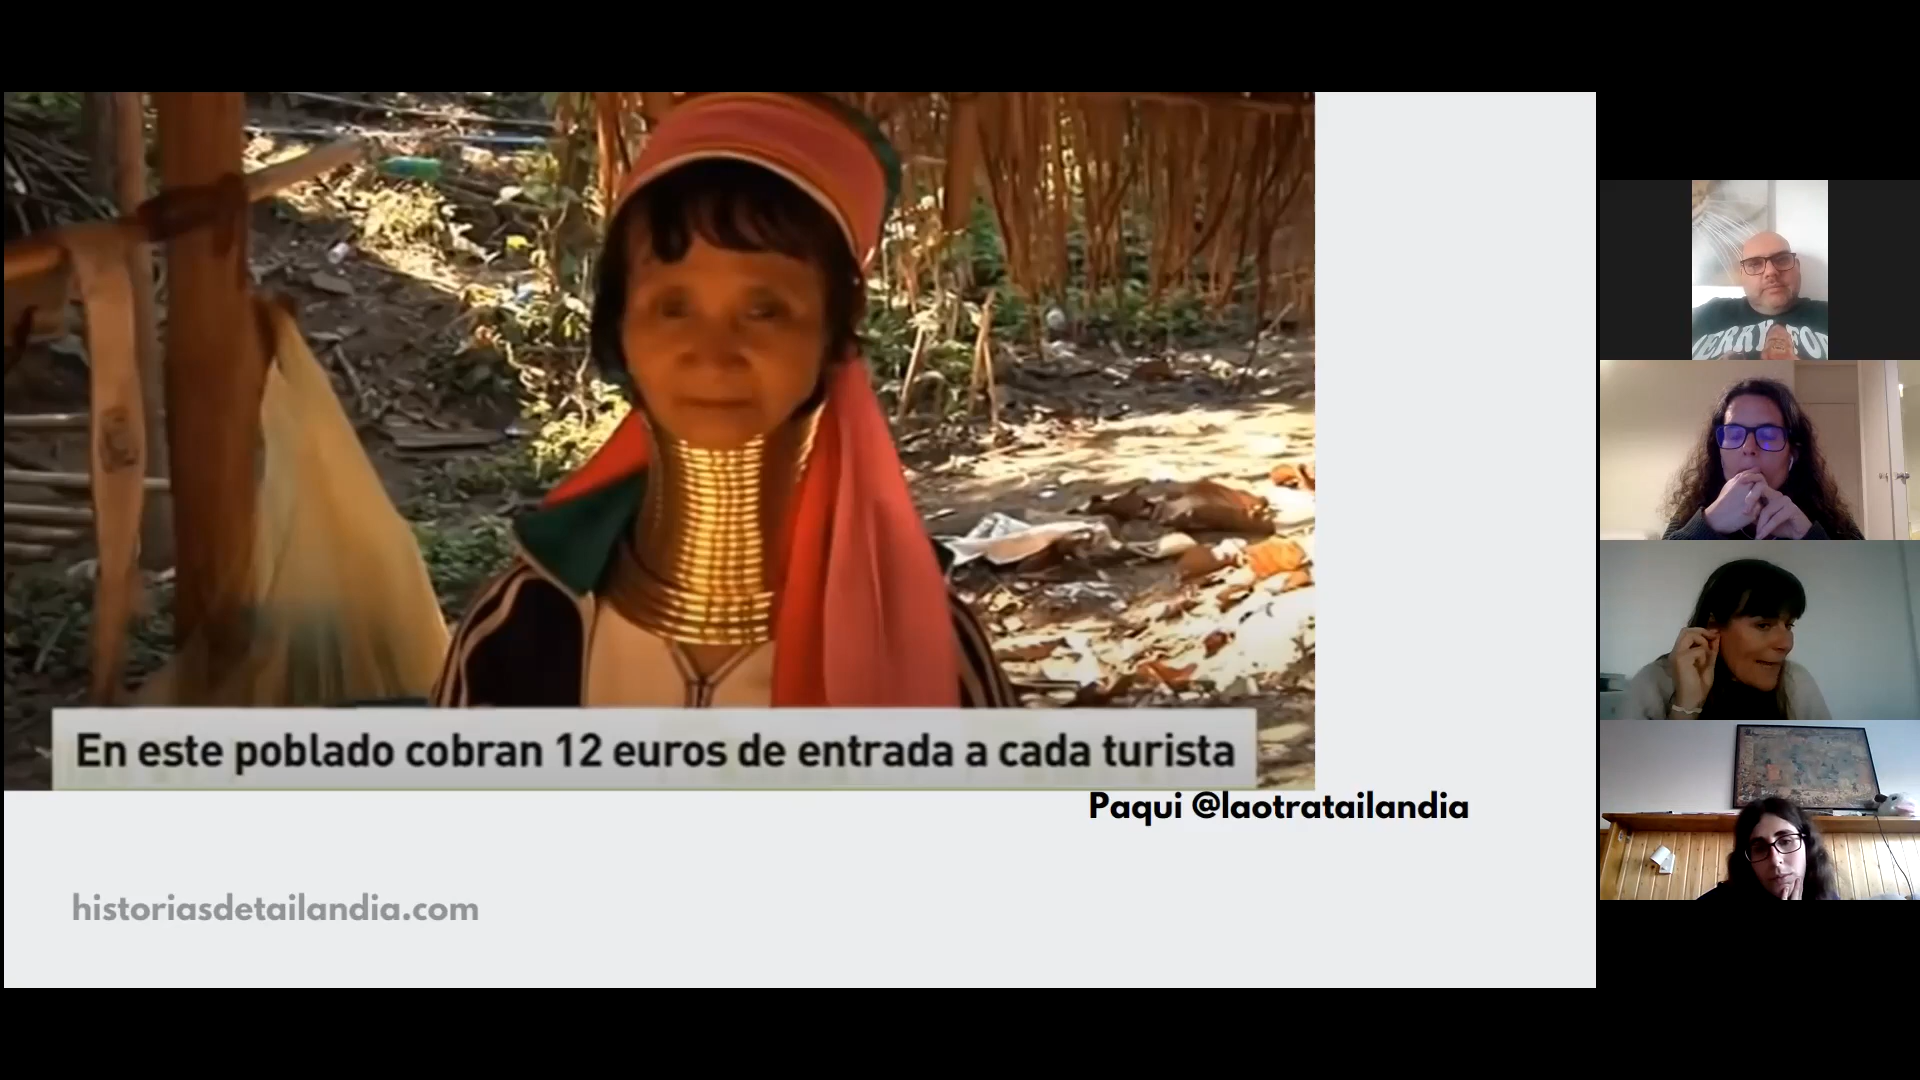 En este poblado cobran 12 euros de entrada a cada turista
Paqui @laotratailandia
historiasdetailandia.com